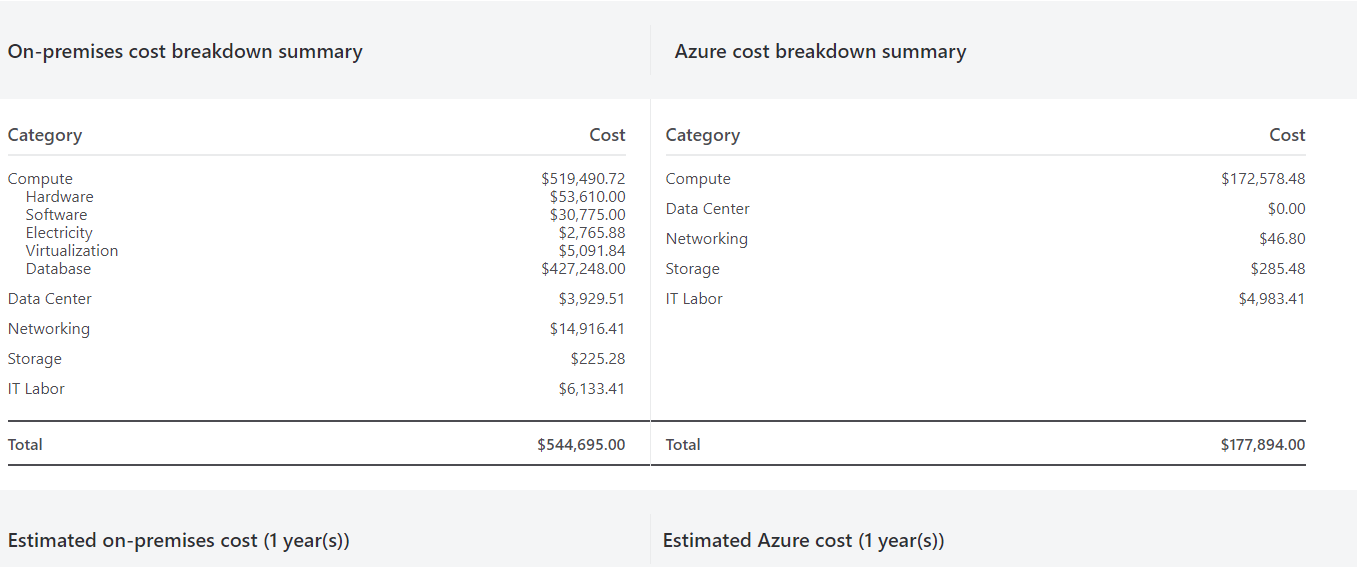 On-premises cost breakdown summary
Category Cost
Compute $519,490.72
Hardware $53,610.00
Software $30,775.00
Electricity $2,765.88
Virtualization $5,091.84
Database $427,248.00
Data Center $3,929.51
Networking $14,916.41
Storage $225.28
IT Labor $6,133.41
Total $544,695.00
Azure cost breakdown summary
Category Cost
Compute $172,578.48
Data Center $0.00
Networking $46.80
Storage $285.48
IT Labor $4,983.41
Total $177,894.00
Estimated on-premises cost (1 year(s))
Estimated Azure cost (1 year(s))